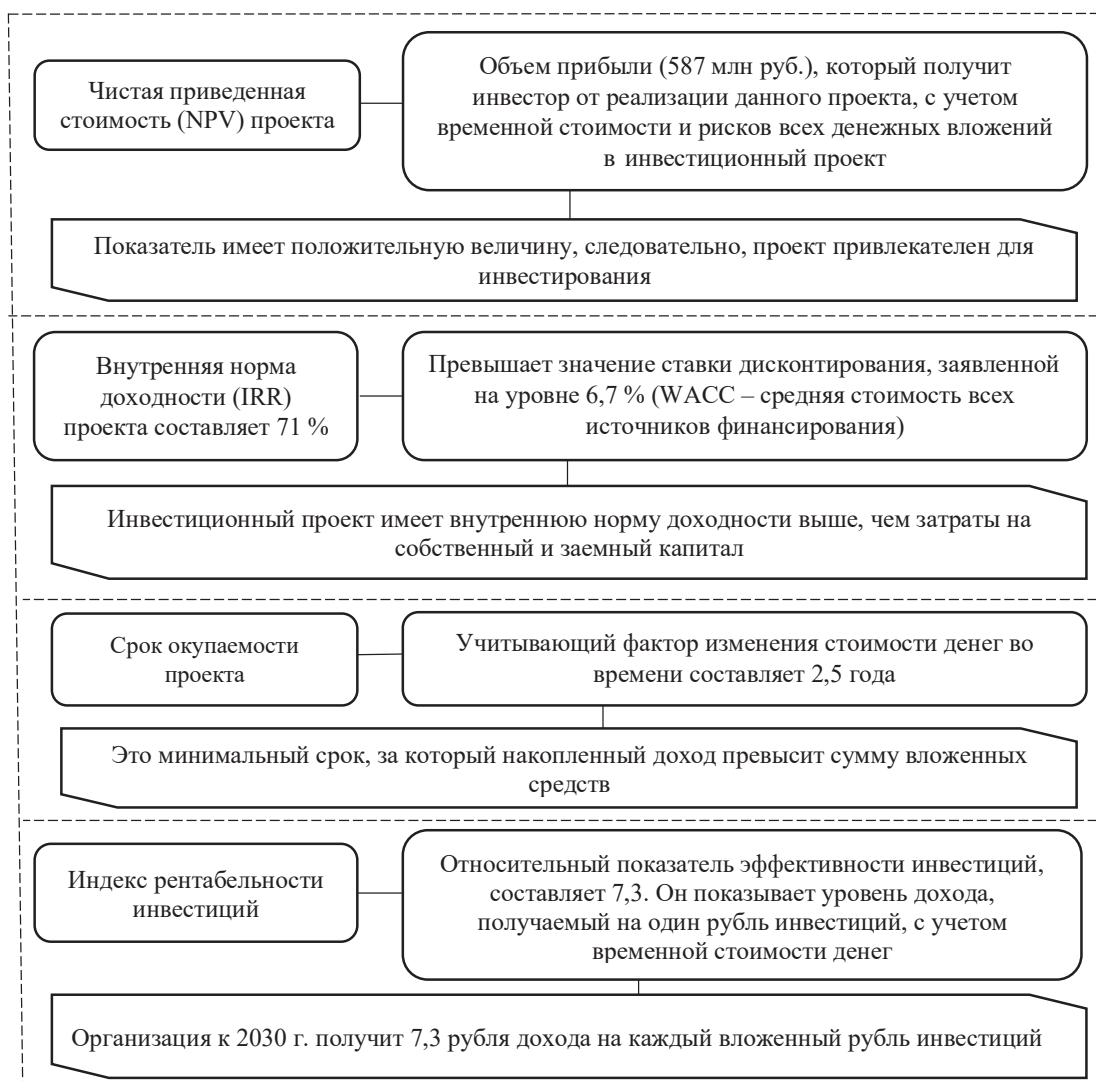 Чистая приведенная
стоимость (NPV) проекта
Объем прибыли (587 млн руб.), который получит
инвестор от реализации данного проекта, с учетом
временной стоимости и рисков всех денежных вложений
в инвестиционный проект
Показатель имеет положительную величину, следовательно, проект привлекателен для
инвестирования
Внутренняя норма
доходности (IRR)
проекта составляет 71 %
Превышает значение ставки дисконтирования, заявленной
на уровне 6,7 % (WACC – средняя стоимость всех
источников финансирования)
Инвестиционный проект имеет внутреннюю норму доходности выше, чем затраты на
собственный и заемный капитал
Срок окупаемости
проекта
Учитывающий фактор изменения стоимости денег во
времени составляет 2,5 года
Это минимальный срок, за который накопленный доход превысит сумму вложенных
средств
Индекс рентабельности
инвестиций
Относительный показатель эффективности инвестиций,
составляет 7,3. Он показывает уровень дохода,
получаемый на один рубль инвестиций, с учетом
временной стоимости денег
Организация к 2030 г. получит 7,3 рубля дохода на каждый вложенный рубль инвестиций